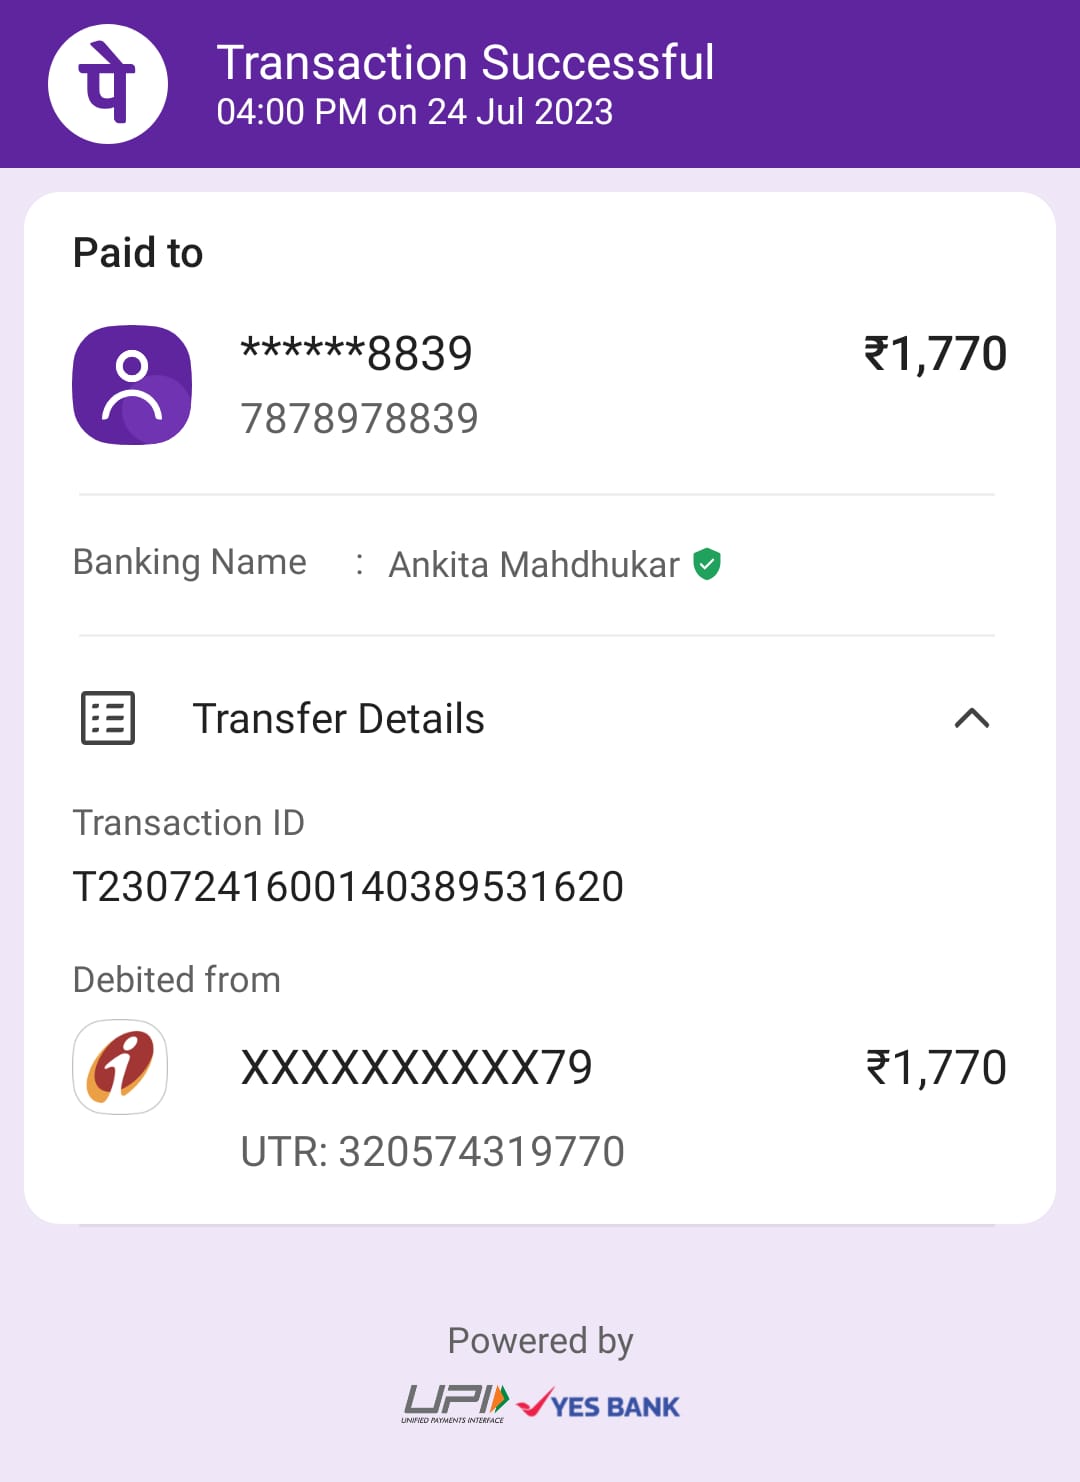 पे
Transaction Successful
04:00 PM on 24 Jul 2023
Paid to
******8839
₹1,770
7878978839
Banking Name : Ankita Mahdhukar
Transfer Details
Transaction ID
T2307241600140389531620
Debited from
XXXXXXXXXX79
₹1,770
UTR: 320574319770
Powered by
UPI
UNIFIED PAYMENTS INTERFACE
YES BANK